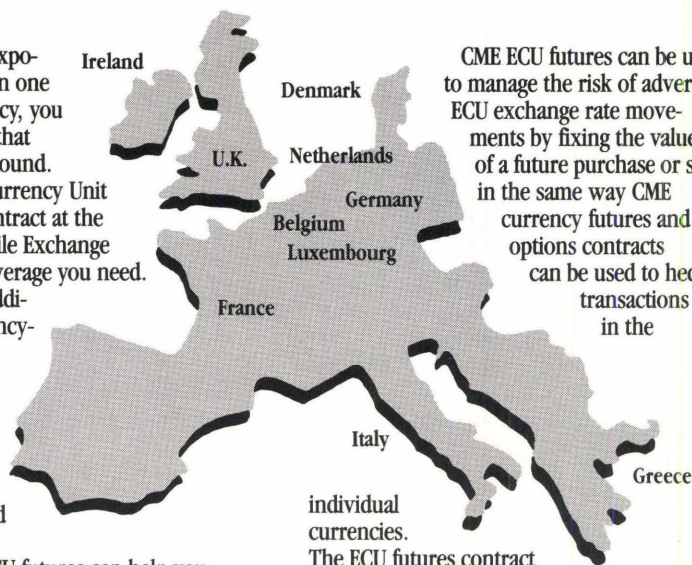 expo-
n one
cy, you
that
ound.
urrency Unit
ntract at the
ile Exchange
verage you need.
ddi-
ncy-
d
CU futures can help you
Ireland
U.K.
Denmark
Netherlands
Germany
Belgium
Luxembourg
France
Italy
Greece
individual
currencies.
The ECU futures contract
CME ECU futures can be u
to manage the risk of adver
ECU exchange rate move-
ments by fixing the value
of a future purchase or s
in the same way CME
currency futures and
options contracts
can be used to hed
transactions
in the